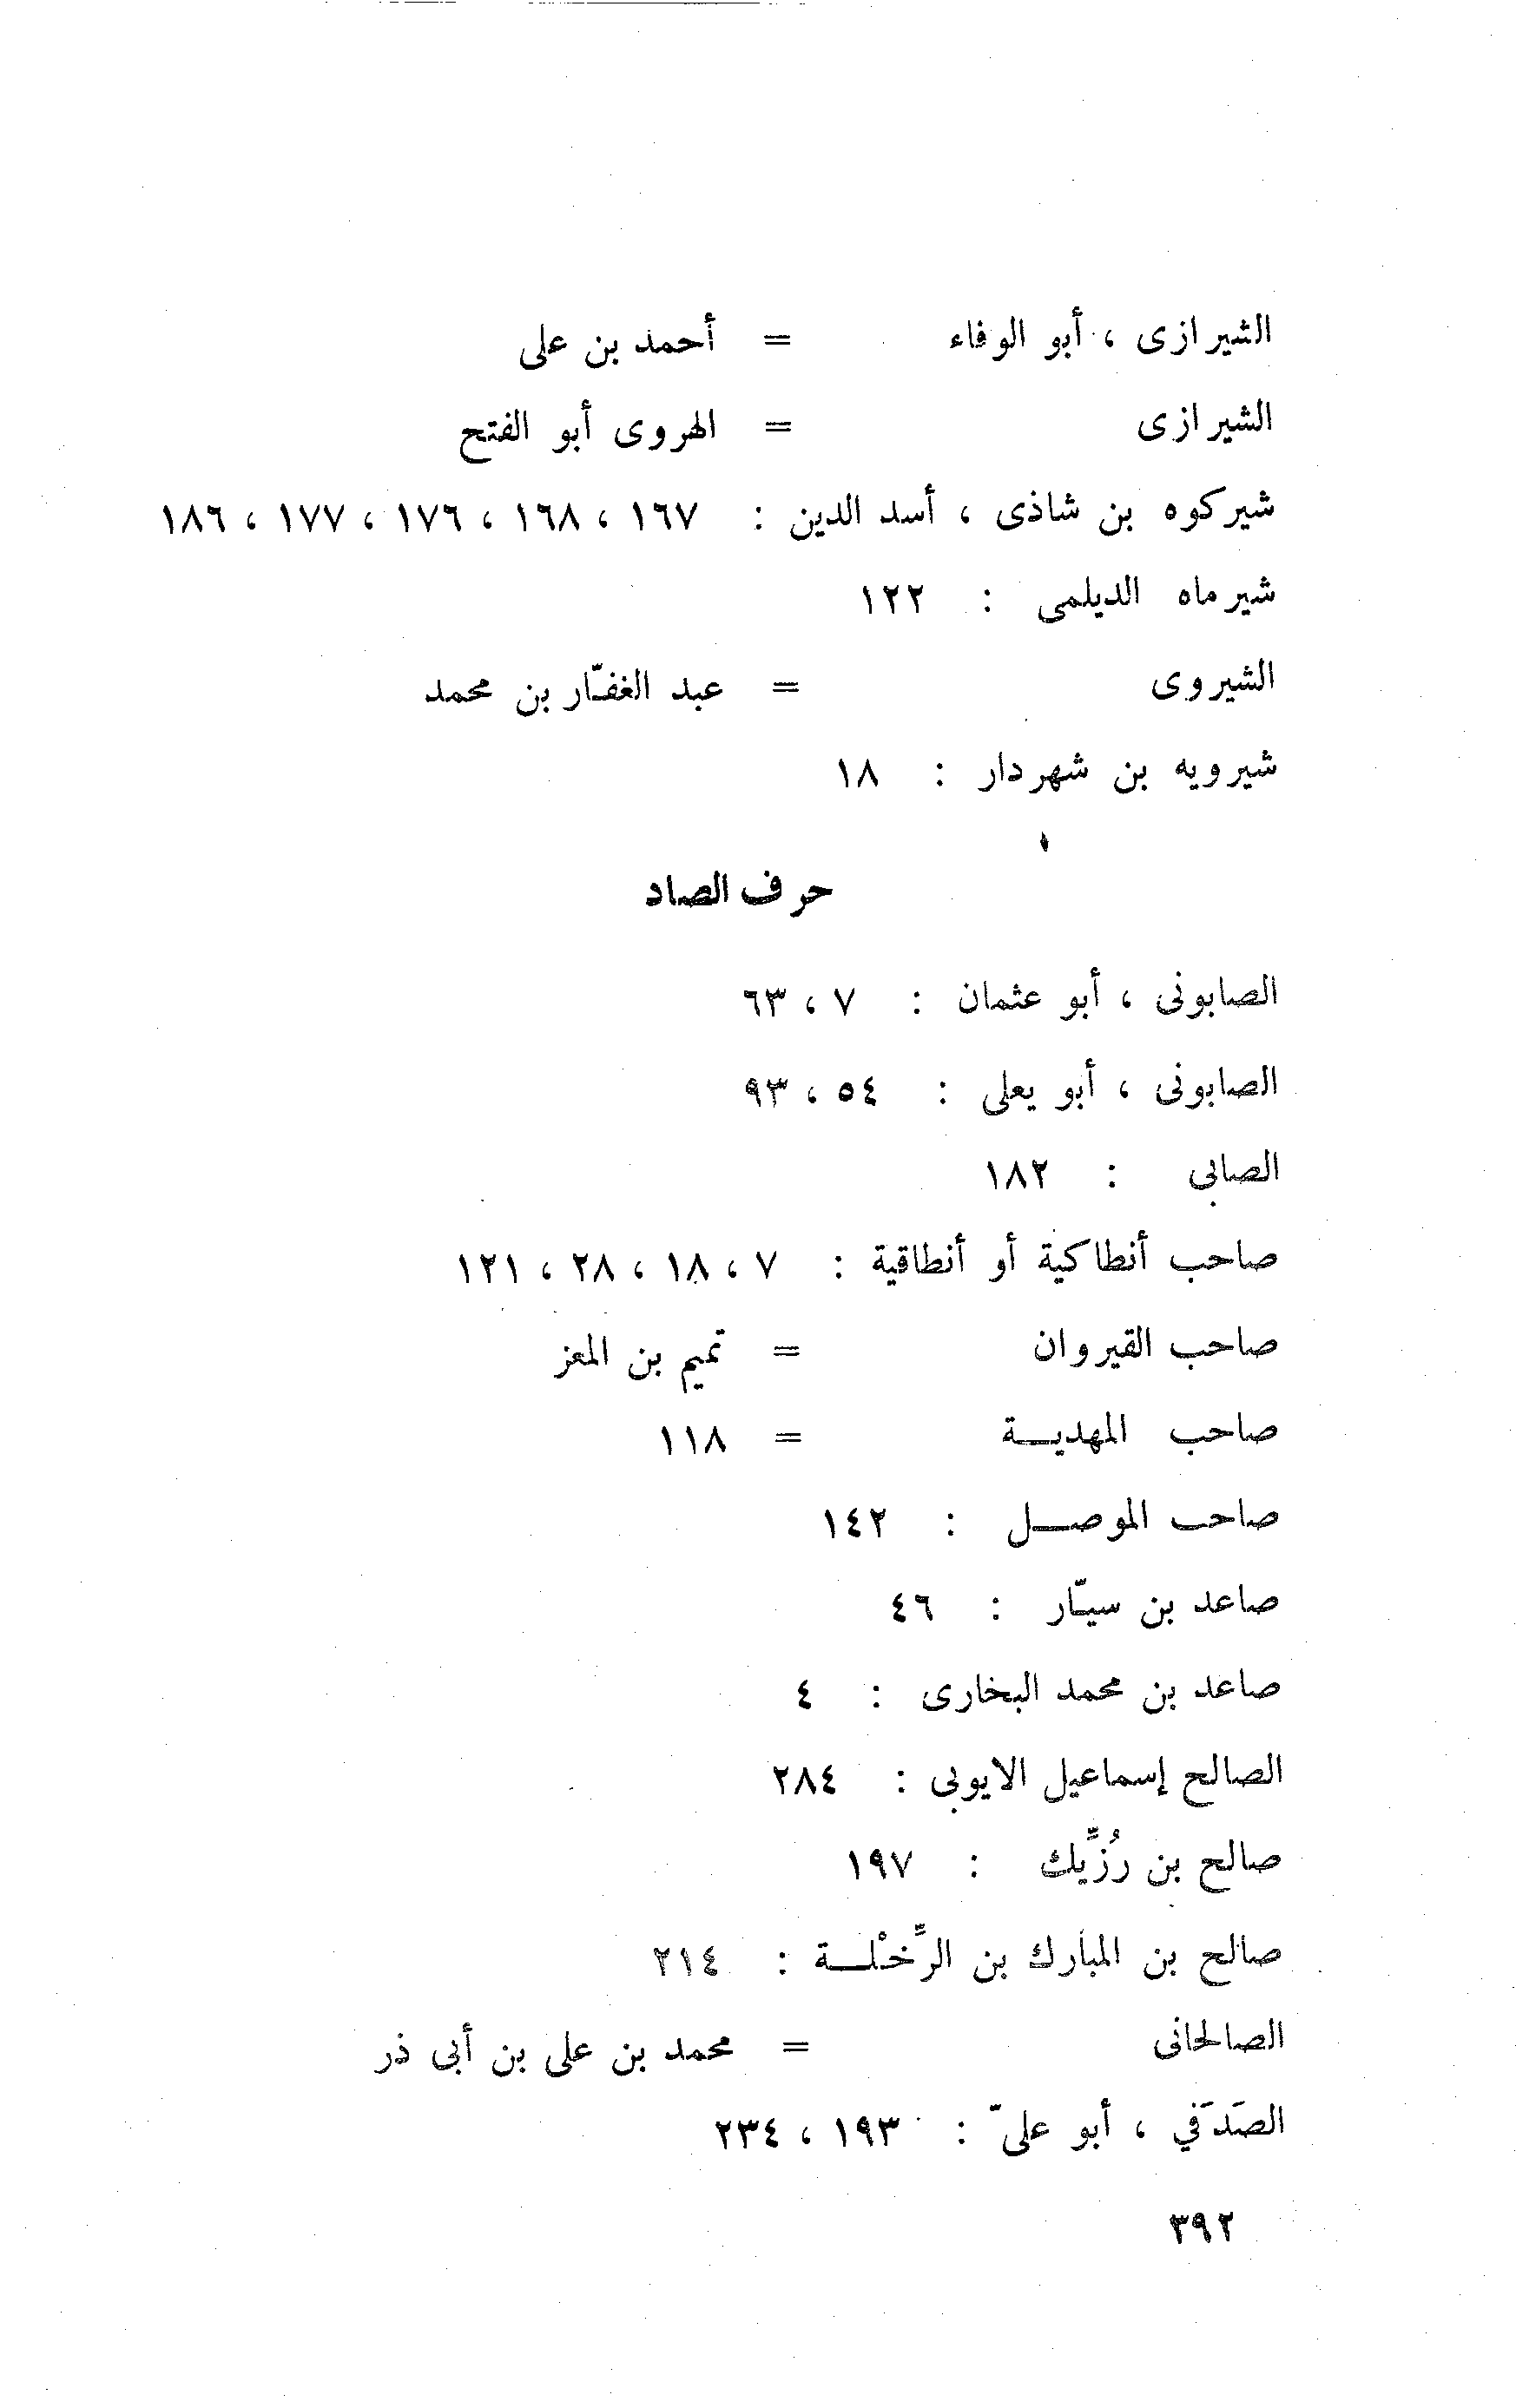 الشيرازى ، أبو الوفاء = أحمد بن على
الشيرازى = الهروى أبو الفتح
شيركوه بن شاذى ، أسد الدين : ١٦٧ ، ١٦٨ ، ١٧٦ ، ١٧٧ ، ١٨٦
شيرماه الديلمى : ١٢٢
الشيروى = عبد الغفّار بن محمد
شيرويه بن شهردار : ١٨
حرف الصاد
الصابونى ، أبو عثمان : ٧ ، ٦٣
الصابونى ، أبو يعلى : ٥٤ ، ٩٣
الصابى : ١٨٢
صاحب أنطاكية أو أنطاقية : ٧ ، ١٨ ، ٢٨ ، ١٢١
صاحب القيروان = تميم بن المعز
صاحب المهديــة = ١١٨
صاحب الموصــل : ١٤٢
صاعد بن سيّار : ٤٦
صاعد بن محمد البخارى : ٤
الصالح إسماعيل الايوبى : ٢٨٤
صالح بن رُزِّيك : ١٩٧
صالح بن المبارك بن الرِّخْلــة : ٢١٤
الصالحانى = محمد بن على بن أبى ذر
الصَدَفي ، أبو علىّ : ١٩٣ ، ٢٣٤
٣٩٢